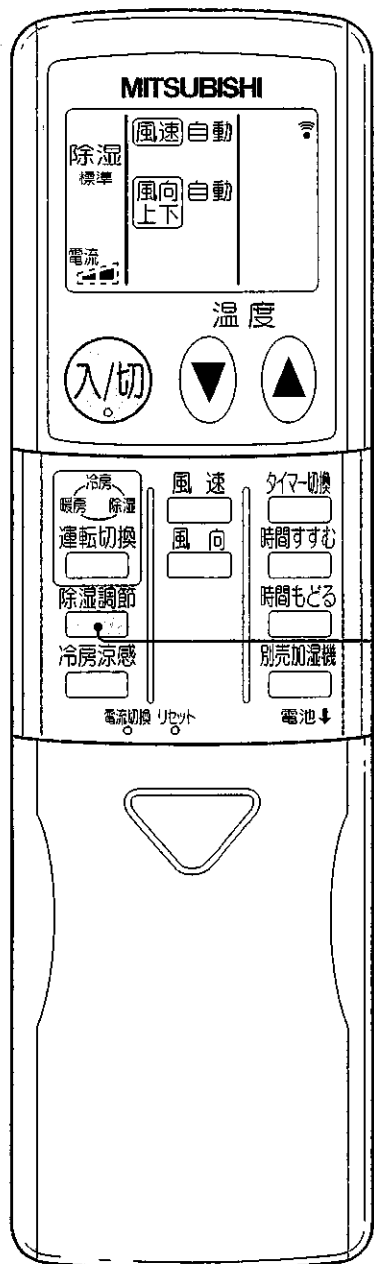 MITSUBISHI
除湿
標準
電流
風速 自動
風向 自動
上下
温度
入/切
▼ ▲
冷房
暖房 除湿
運転切換
除湿調節
冷房涼感
風速
風向
タイマー切換
時間すすむ
時間もどる
別売加湿機
電流切換 リセット
電池⬇